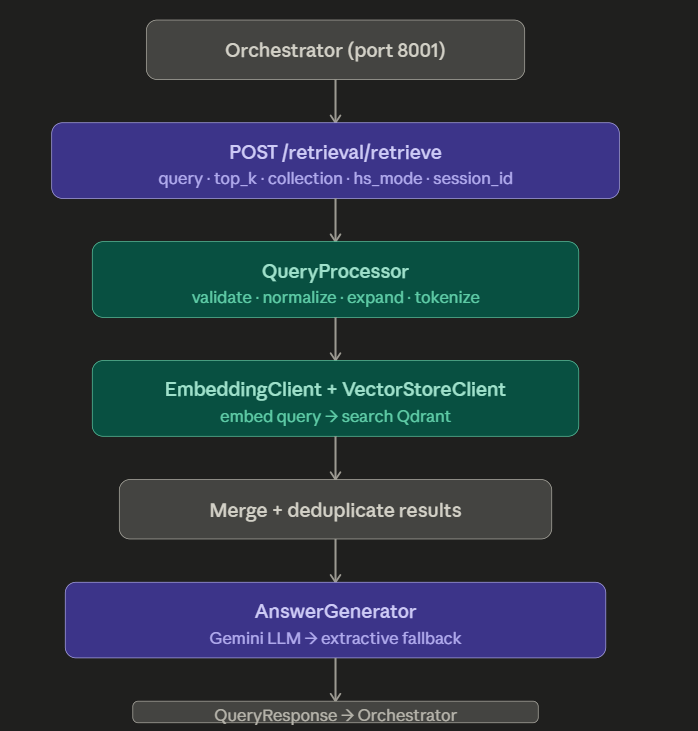 Orchestrator (port 8001)
POST /retrieval/retrieve
query · top_k · collection · hs_mode · session_id
QueryProcessor
validate · normalize · expand · tokenize
EmbeddingClient + VectorStoreClient
embed query → search Qdrant
Merge + deduplicate results
AnswerGenerator
Gemini LLM → extractive fallback
QueryResponse → Orchestrator